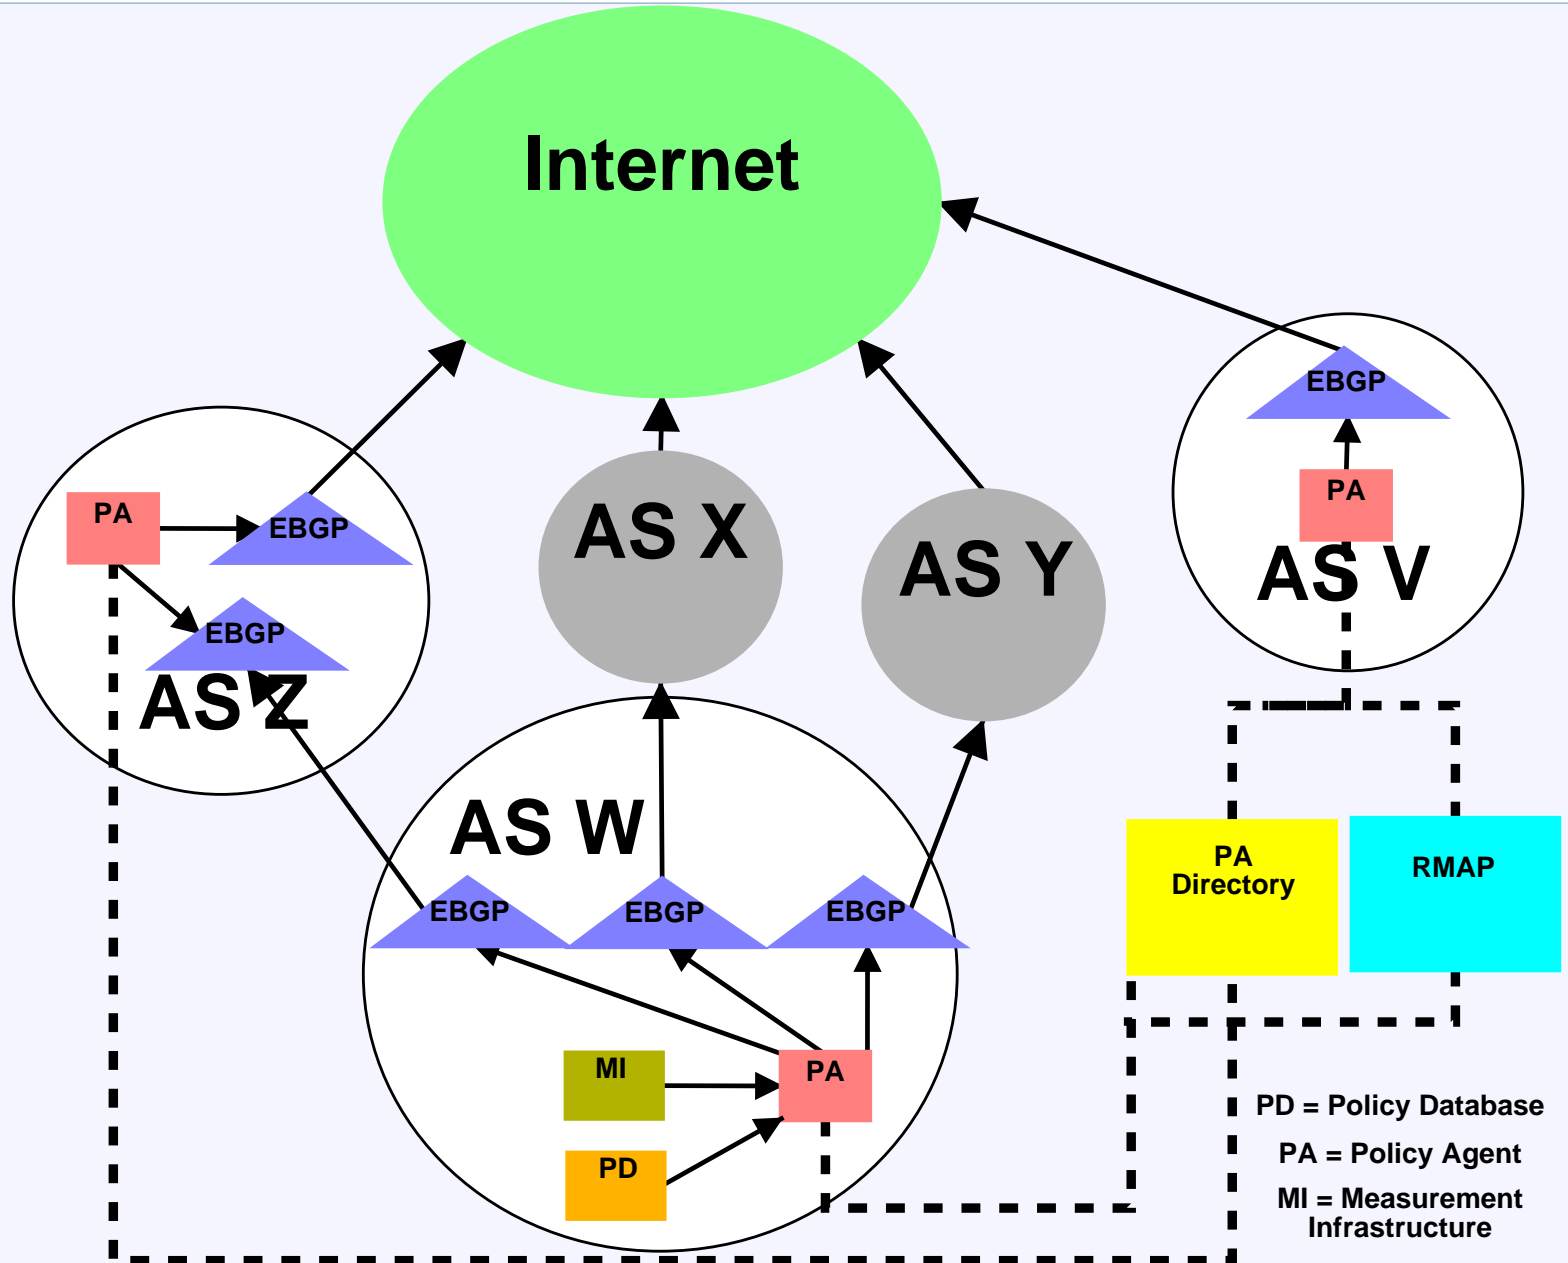 Internet
EBGP
PA
AS V
PA
EBGP
EBGP
AS Z
AS X
AS Y
AS W
EBGP
EBGP
EBGP
MI
PA
PD
PA
Directory
RMAP
PD = Policy Database
PA = Policy Agent
MI = Measurement
Infrastructure